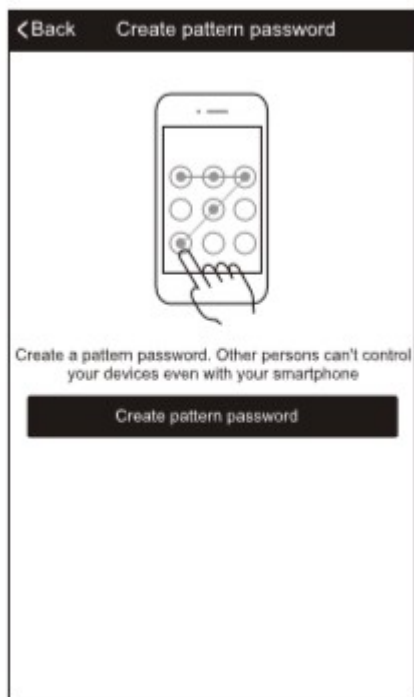 Back Create pattern password
Create a pattern password. Other persons can't control
your devices even with your smartphone
Create pattern password